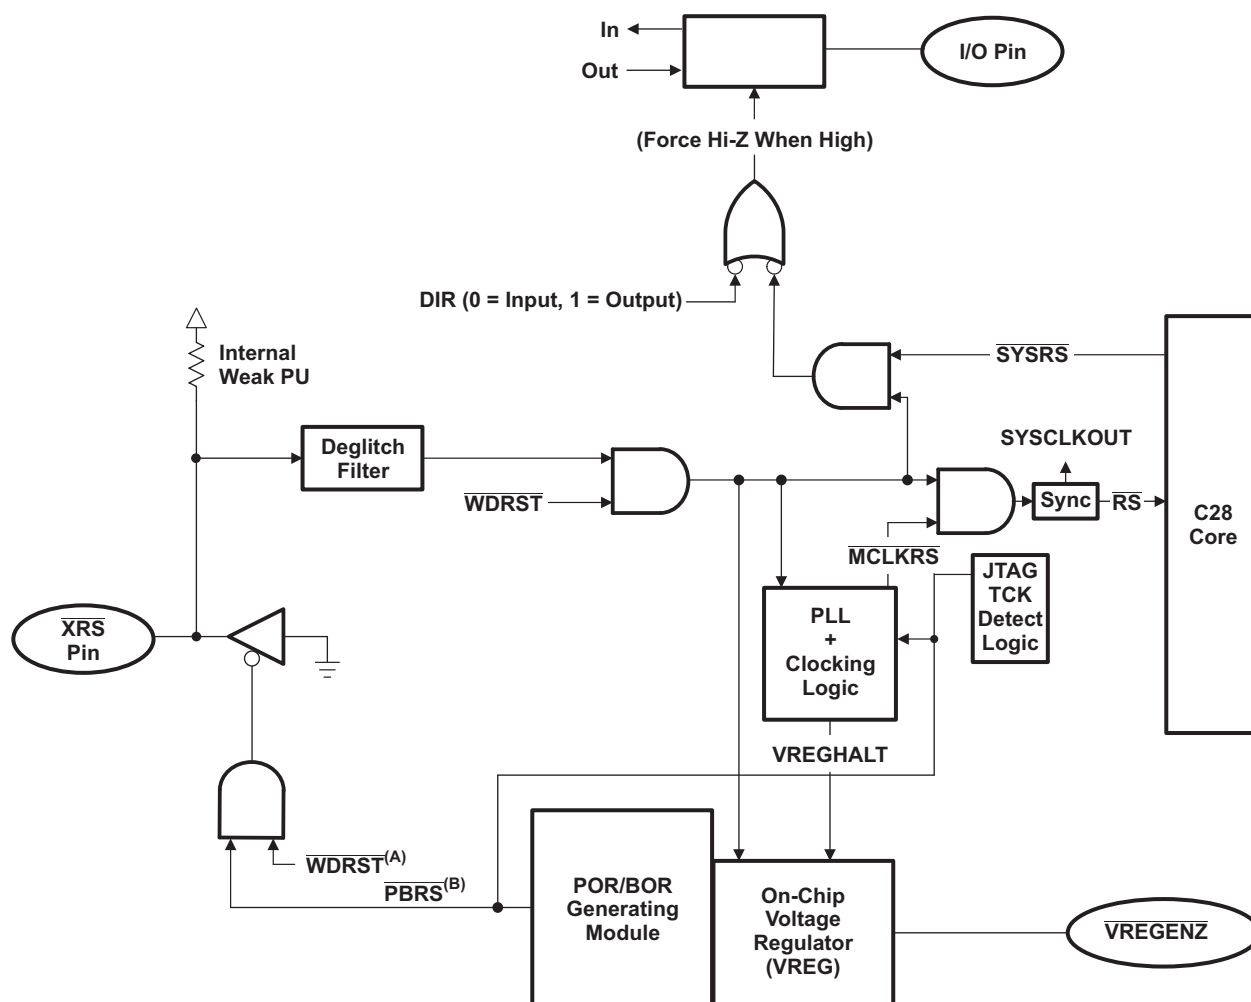 In
Out
I/O Pin
(Force Hi-Z When High)
DIR (0 = Input, 1 = Output)
Internal
Weak PU
SYSRS
Deglitch
Filter
WDRST
SYSCLKOUT
Sync
RS
C28
Core
MCLKRS
JTAG
TCK
Detect
Logic
PLL
+
Clocking
Logic
XRS
Pin
VREGHALT
WDRST(A)
PBRS(B)
POR/BOR
Generating
Module
On-Chip
Voltage
Regulator
(VREG)
VREGENZ